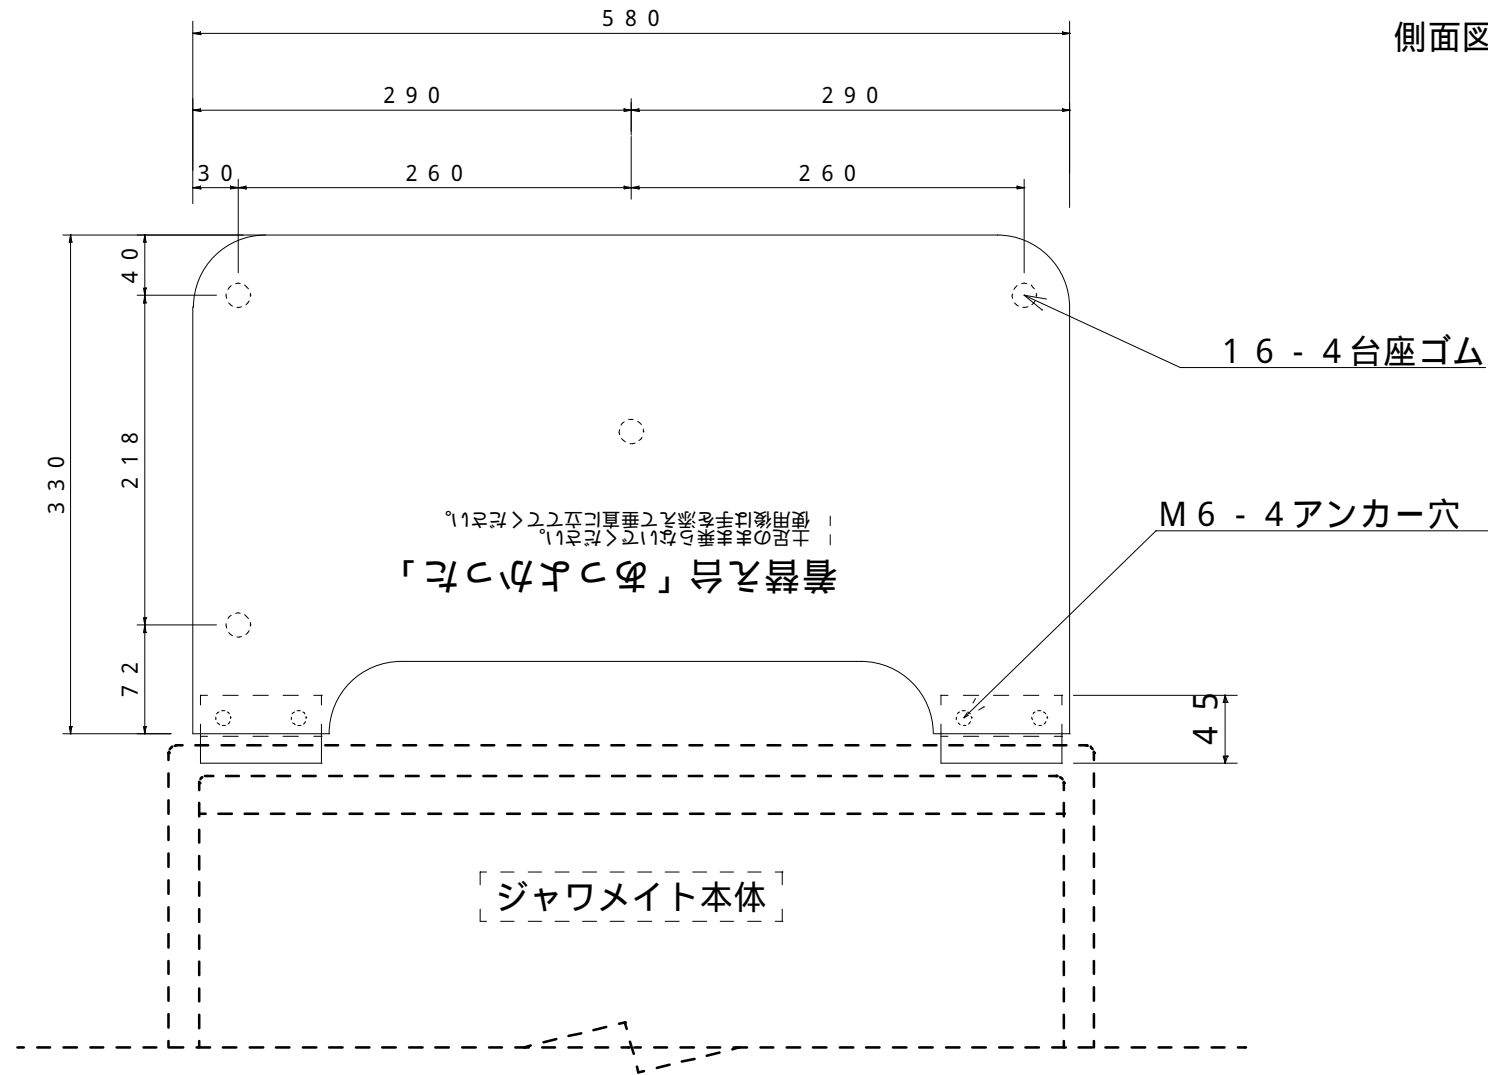 580
側面図
290
290
30
260
260
40
16-4台座ゴム
218
330
M6-4アンカー穴
着替え台「あっよかった」
土足のまま乗らないでください。
使用後は手を添えて垂直に立ててください。
72
45
ジャワメイト本体